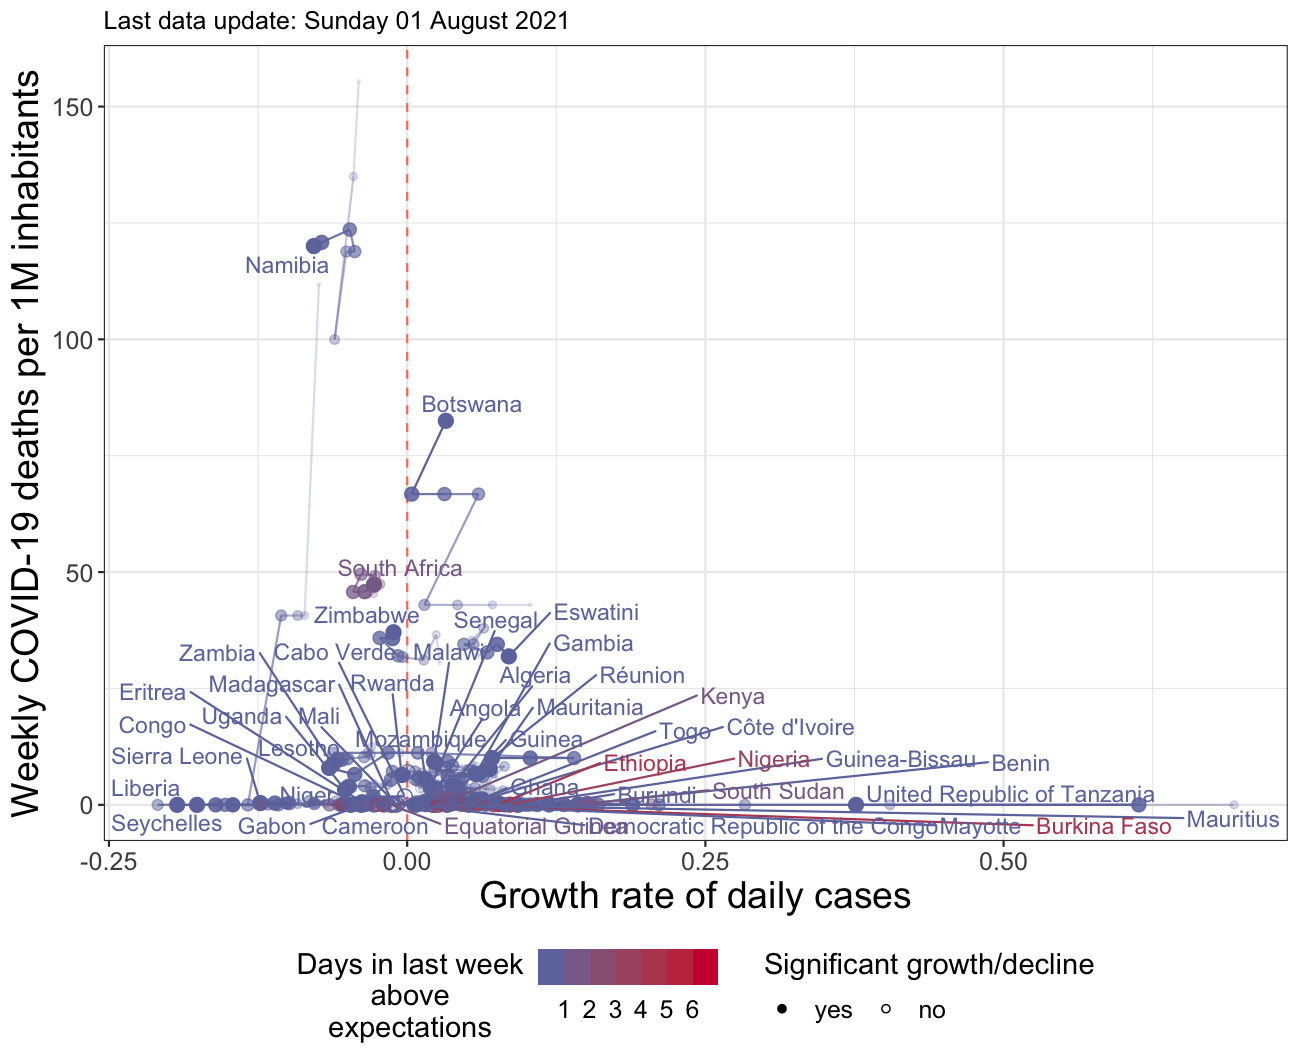 Last data update: Sunday 01 August 2021
Weekly COVID-19 deaths per 1M inhabitants
150
100
50
0
Namibia
Botswana
South Africa
Zimbabwe
Senegal
Eswatini
Zambia
Cabo Verde
Malawi
Gambia
Eritrea
Madagascar
Rwanda
Algeria
Réunion
Kenya
Congo
Uganda
Mali
Angola
Mauritania
Togo
Côte d'Ivoire
Sierra Leone
Lesotho
Mozambique
Guinea
Ethiopia
Nigeria
Guinea-Bissau
Benin
Liberia
Niger
Ghana
Burundi
South Sudan
United Republic of Tanzania
Seychelles
Gabon
Cameroon
Equatorial Guinea
Democratic Republic of the Congo
Mayotte
Burkina Faso
Mauritius
-0.25
0.00
0.25
0.50
Growth rate of daily cases
Days in last week
above
expectations
1 2 3 4 5 6
Significant growth/decline
yes
no